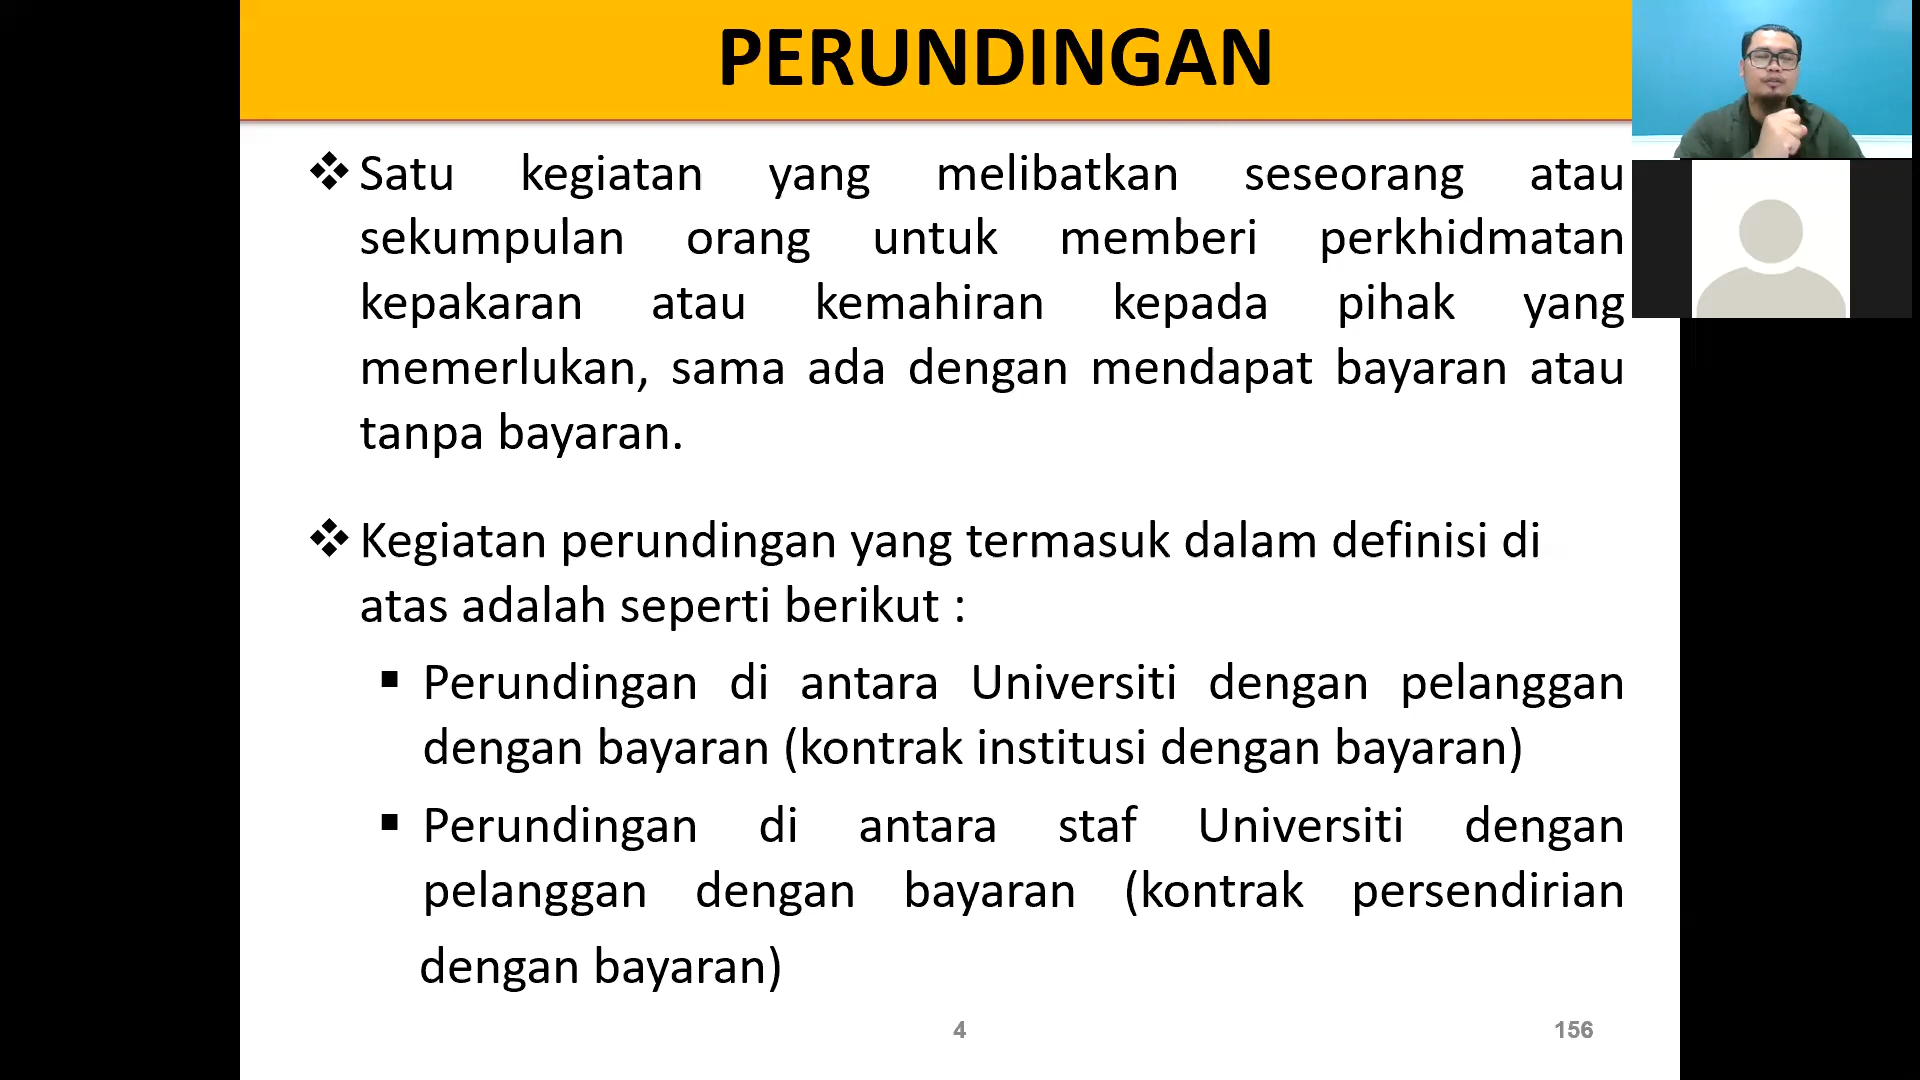 PERUNDINGAN
❖ Satu kegiatan yang melibatkan seseorang atau
sekumpulan orang untuk memberi perkhidmatan
kepakaran atau kemahiran kepada pihak yang
memerlukan, sama ada dengan mendapat bayaran atau
tanpa bayaran.
❖ Kegiatan perundingan yang termasuk dalam definisi di
atas adalah seperti berikut :
▪ Perundingan di antara Universiti dengan pelanggan
dengan bayaran (kontrak institusi dengan bayaran)
▪ Perundingan di antara staf Universiti dengan
pelanggan dengan bayaran (kontrak persendirian
dengan bayaran)
4
156